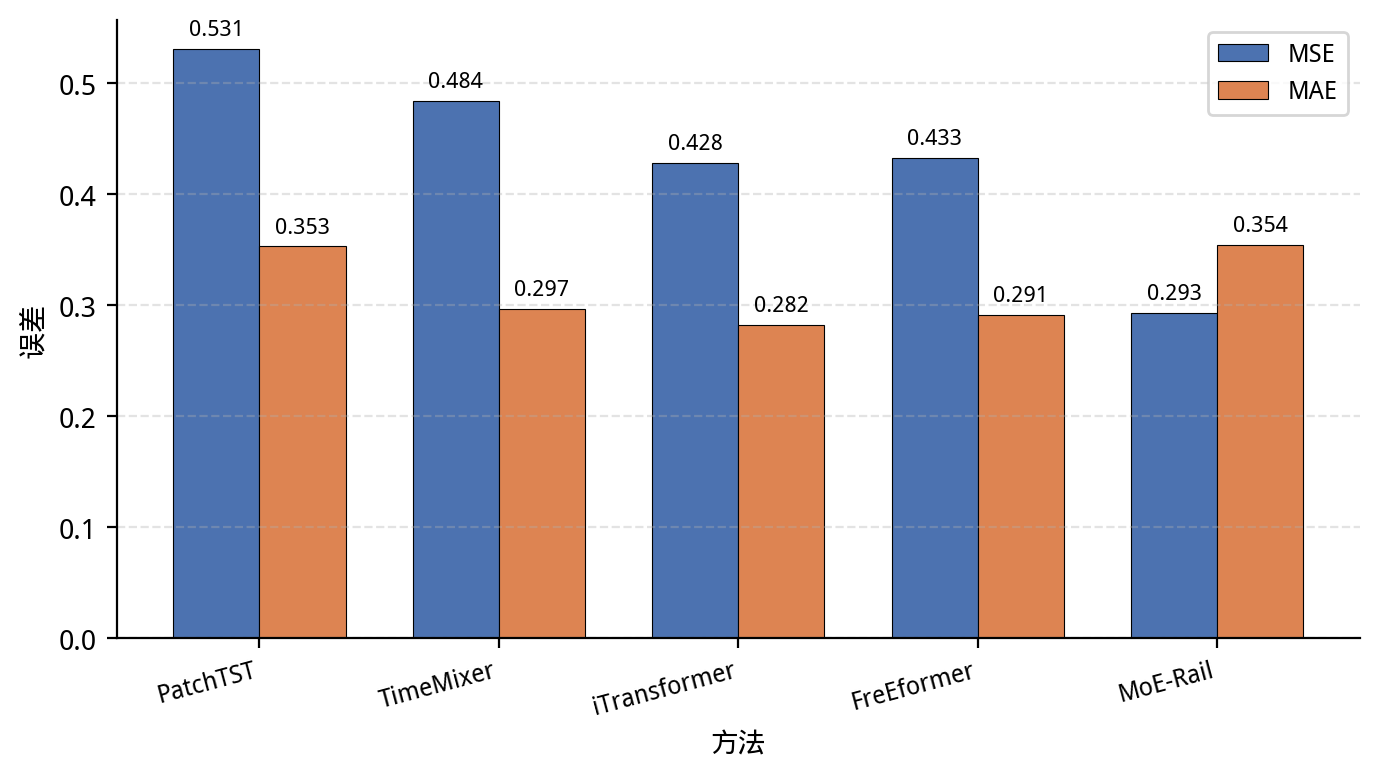 0.531
0.484
0.428
0.433
0.293
0.353
0.297
0.282
0.291
0.354
MSE
MAE
误差
0.5
0.4
0.3
0.2
0.1
0.0
PatchTST
TimeMixer
iTransformer
FreEformer
MoE-Rail
方法